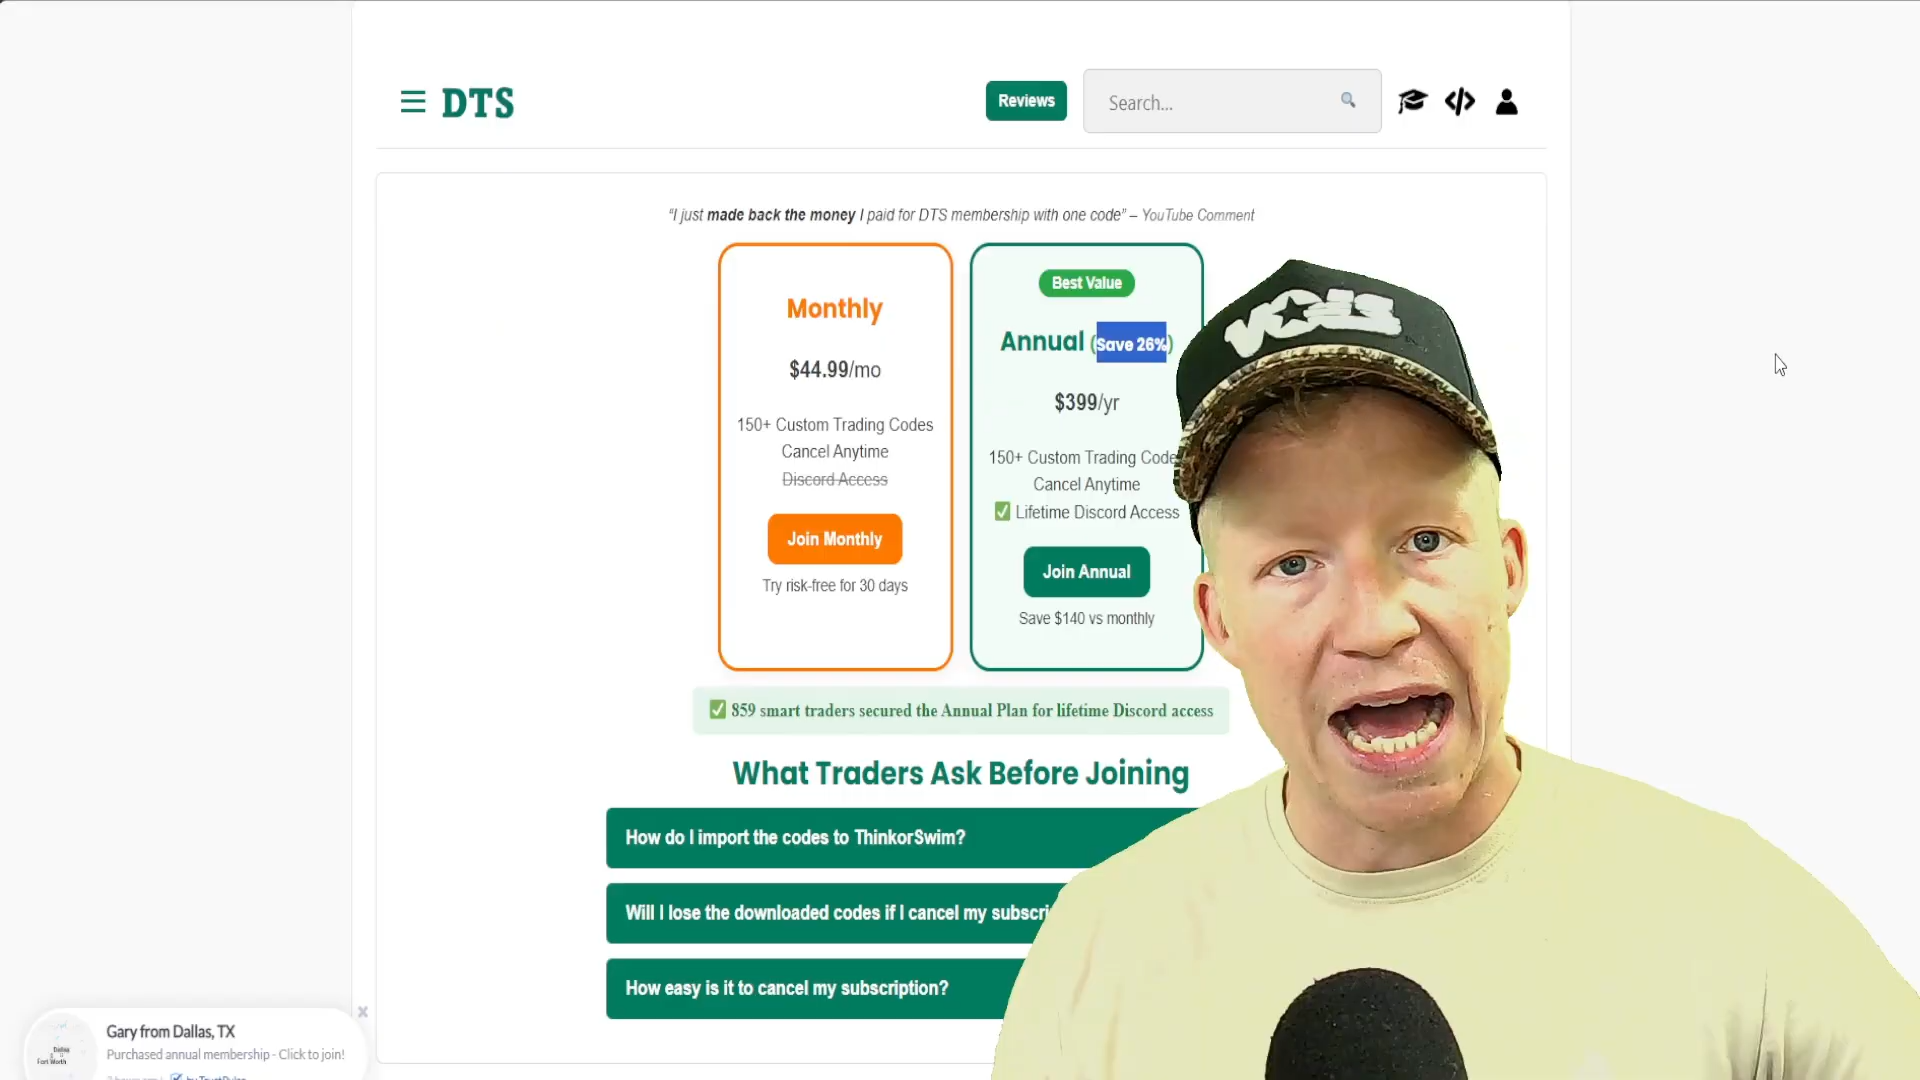 DTS
Reviews
Search...
"I just made back the money I paid for DTS membership with one code" – YouTube Comment
Monthly
$44.99/mo
150+ Custom Trading Codes
Cancel Anytime
Discord Access
Join Monthly
Try risk-free for 30 days
Best Value
Annual (Save 26%)
$399/yr
150+ Custom Trading Code
Cancel Anytime
✅ Lifetime Discord Access
Join Annual
Save $140 vs monthly
✅ 859 smart traders secured the Annual Plan for lifetime Discord access
What Traders Ask Before Joining
How do I import the codes to ThinkorSwim?
Will I lose the downloaded codes if I cancel my subscri
How easy is it to cancel my subscription?
Gary from Dallas, TX
Purchased annual membership - Click to join!
Dallas
Fort Worth